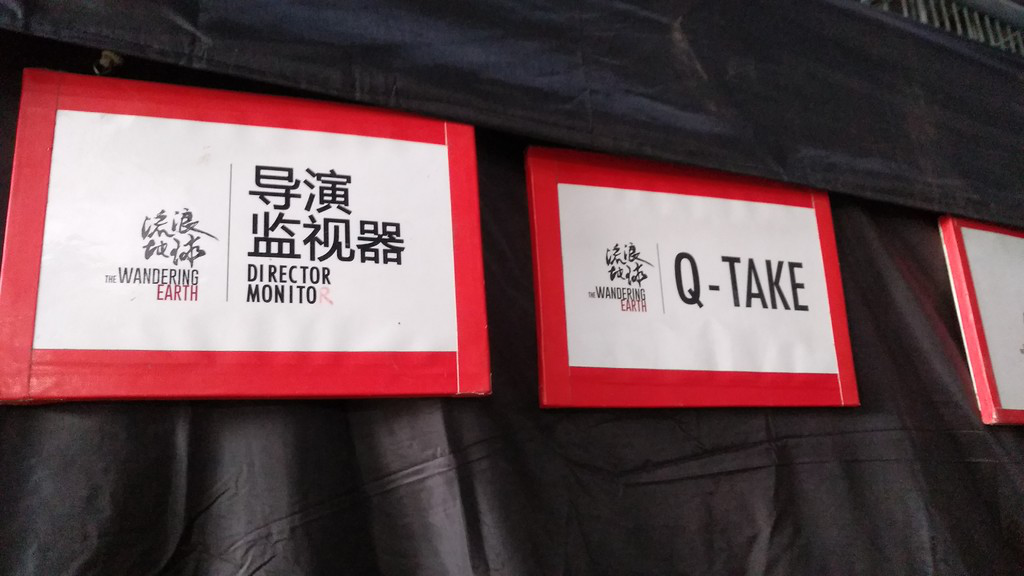 流浪
地球
THE WANDERING
EARTH
导演
监视器
DIRECTOR
MONITOR
流浪
地球
THE WANDERING
EARTH
Q-TAKE